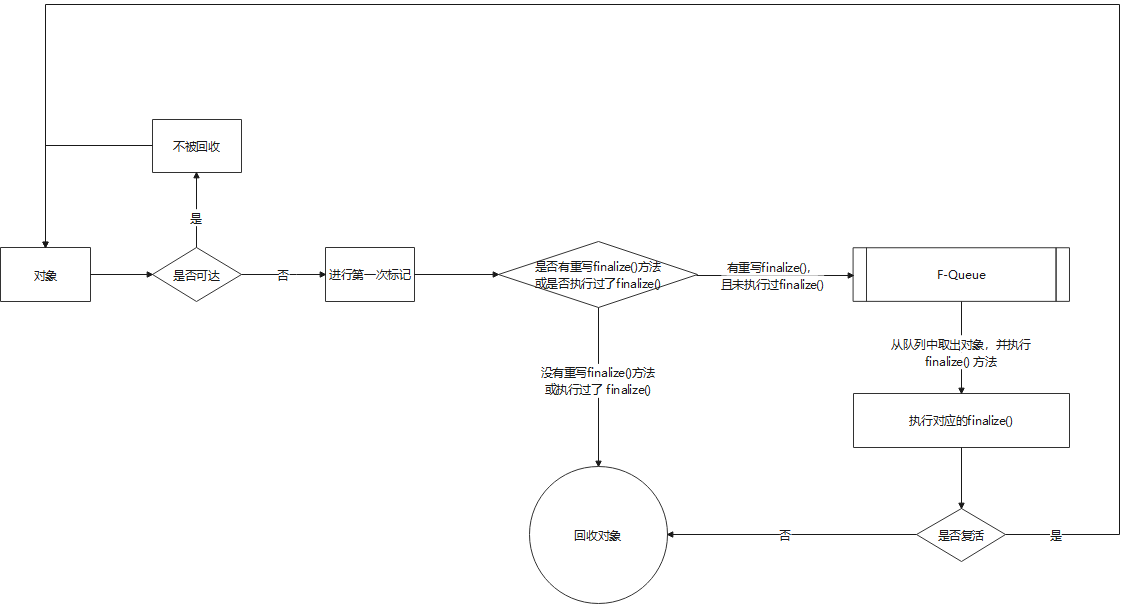 不被回收
是
对象
是否可达
否
进行第一次标记
是否有重写finalize()方法
或是否执行过了finalize()
有重写finalize()，
且未执行过finalize()
F-Queue
从队列中取出对象，并执行
finalize() 方法
没有重写finalize()方法
或执行过了 finalize()
执行对应的finalize()
回收对象
否
是否复活
是